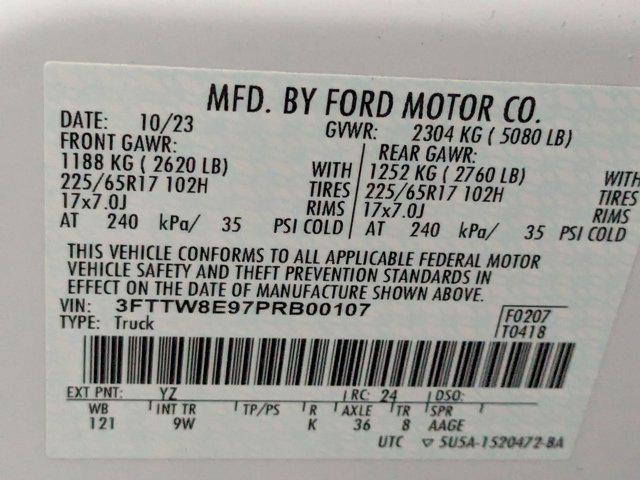 MFD. BY FORD MOTOR CO.
DATE: 10/23 GVWR: 2304 KG ( 5080 LB)
FRONT GAWR: REAR GAWR:
1188 KG ( 2620 LB) WITH 1252 KG ( 2760 LB) WITH
225/65R17 102H TIRES 225/65R17 102H TIRES
17x7.0J RIMS 17x7.0J RIMS
AT 240 kPa/ 35 PSI COLD AT 240 kPa/ 35 PSI COLD
THIS VEHICLE CONFORMS TO ALL APPLICABLE FEDERAL MOTOR
VEHICLE SAFETY AND THEFT PREVENTION STANDARDS IN
EFFECT ON THE DATE OF MANUFACTURE SHOWN ABOVE.
VIN: 3FTTW8E97PRB00107 F0207
TYPE: Truck T0418
EXT PNT: YZ RC: 24 DSO:
WB INT TR TP/PS R AXLE TR SPR
121 9W K 36 8 AAGE
UTC ▽ 5U5A-1520472-BA